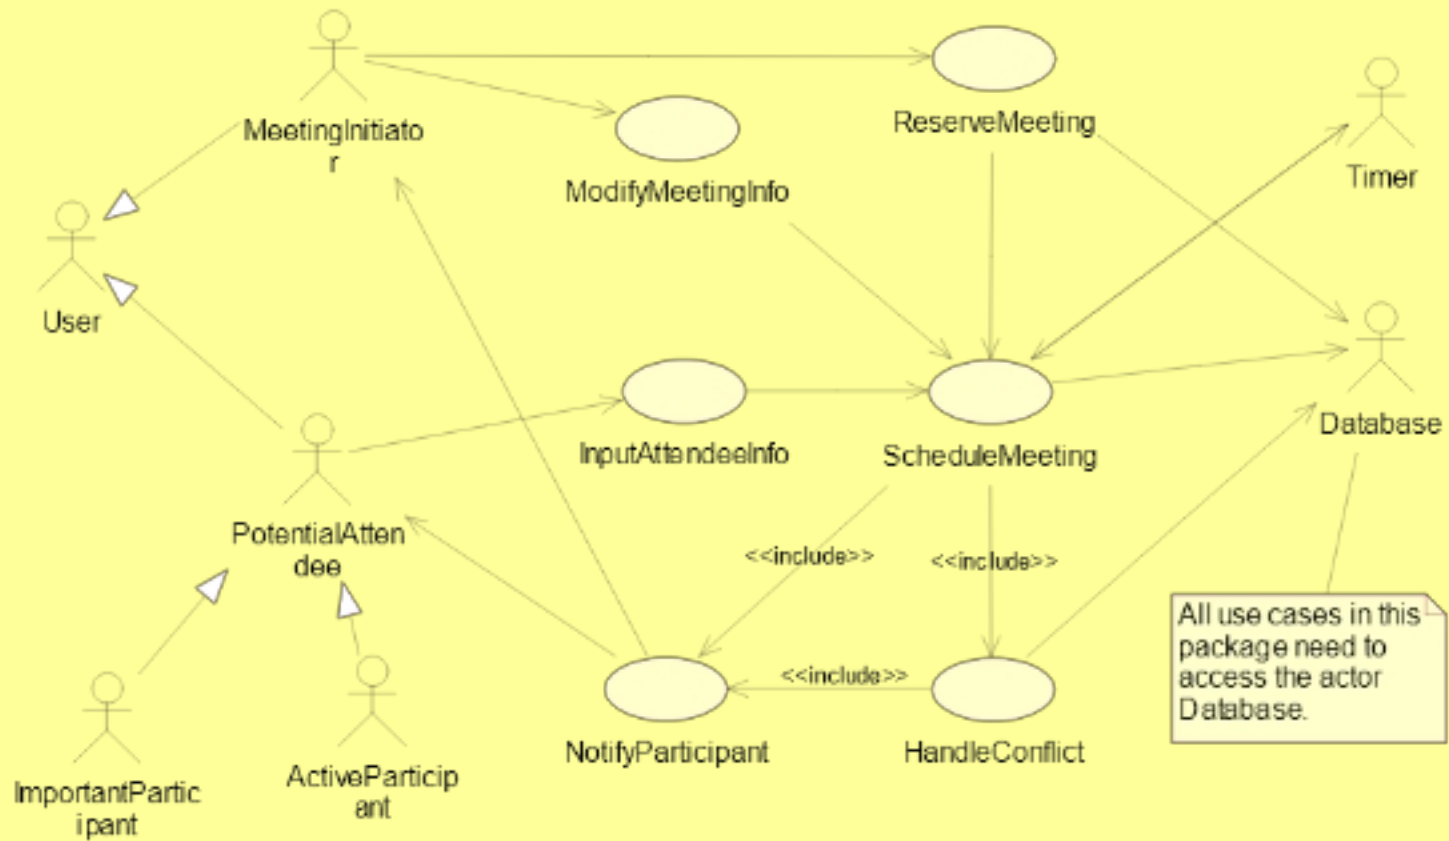 MeetingInitiato
r
ReserveMeeting
ModifyMeetingInfo
Timer
User
InputAttendeeInfo
ScheduleMeeting
Database
PotentialAtten
dee
<<include>>
<<include>>
All use cases in this
package need to
access the actor
Database.
<<include>>
NotifyParticipant
HandleConflict
ImportantPartic
ipant
ActiveParticip
ant